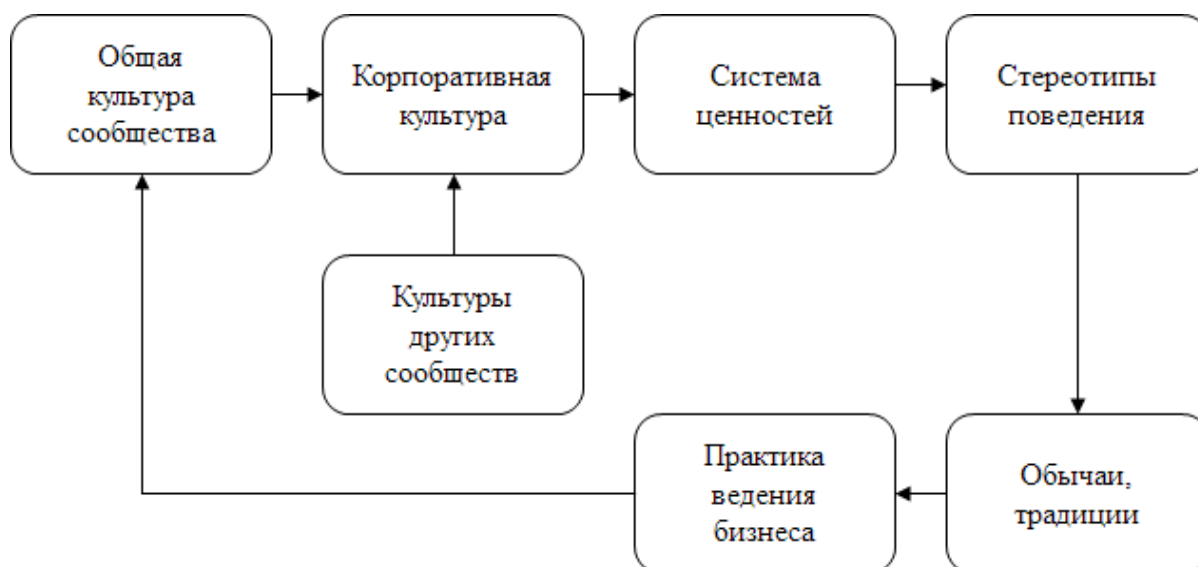 Общая
культура
сообщества
Корпоративная
культура
Система
ценностей
Стереотипы
поведения
Культуры
других
сообществ
Практика
ведения
бизнеса
Обычаи,
традиции